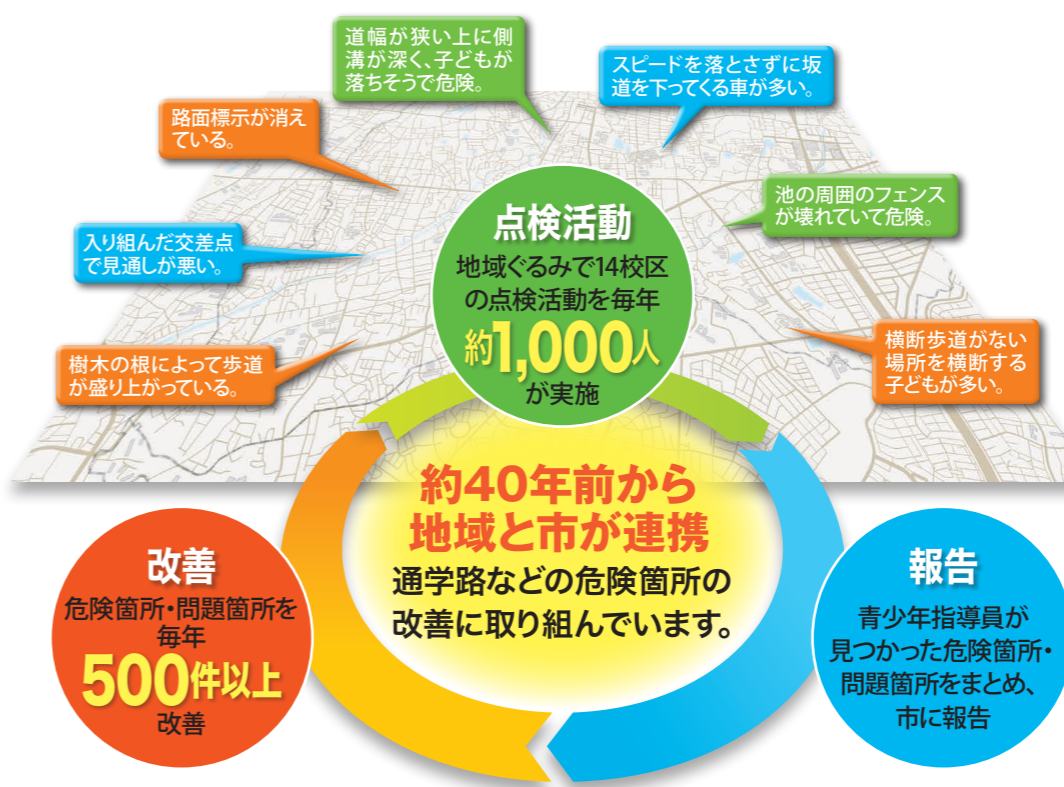 道幅が狭い上に側
溝が深く、子どもが
落ちそうで危険。
スピードを落とさずに坂
道を下ってくる車が多い。
路面標示が消え
ている。
池の周囲のフェンス
が壊れていて危険。
入り組んだ交差点
で見通しが悪い。
横断歩道がない
場所を横断する
子どもが多い。
樹木の根によって歩道
が盛り上がっている。
点検活動
地域ぐるみで14校区
の点検活動を毎年
約1,000人
が実施
約40年前から
地域と市が連携
通学路などの危険箇所の
改善に取り組んでいます。
報告
青少年指導員が
見つかった危険箇所・
問題箇所をまとめ、
市に報告
改善
危険箇所・問題箇所を
毎年
500件以上
改善